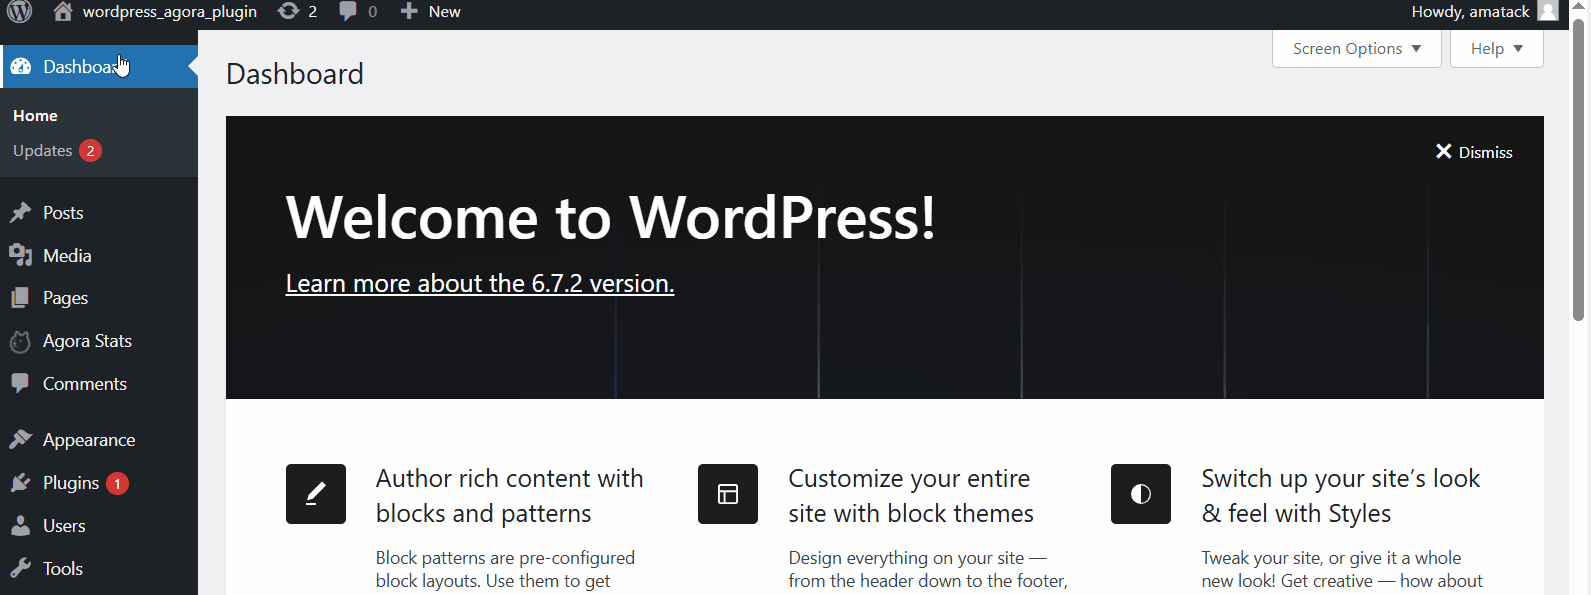 wordpress_agora_plugin 2 0 New Howdy, amatack
Screen Options Help
Dashboard
Home
Updates 2
Posts
Media
Pages
Agora Stats
Comments
Appearance
Plugins 1
Users
Tools
Dashboard
Dismiss
Welcome to WordPress!
Learn more about the 6.7.2 version.
Author rich content with
blocks and patterns
Block patterns are pre-configured
block layouts. Use them to get
Customize your entire
site with block themes
Design everything on your site —
from the header down to the footer,
Switch up your site’s look
& feel with Styles
Tweak your site, or give it a whole
new look! Get creative — how about